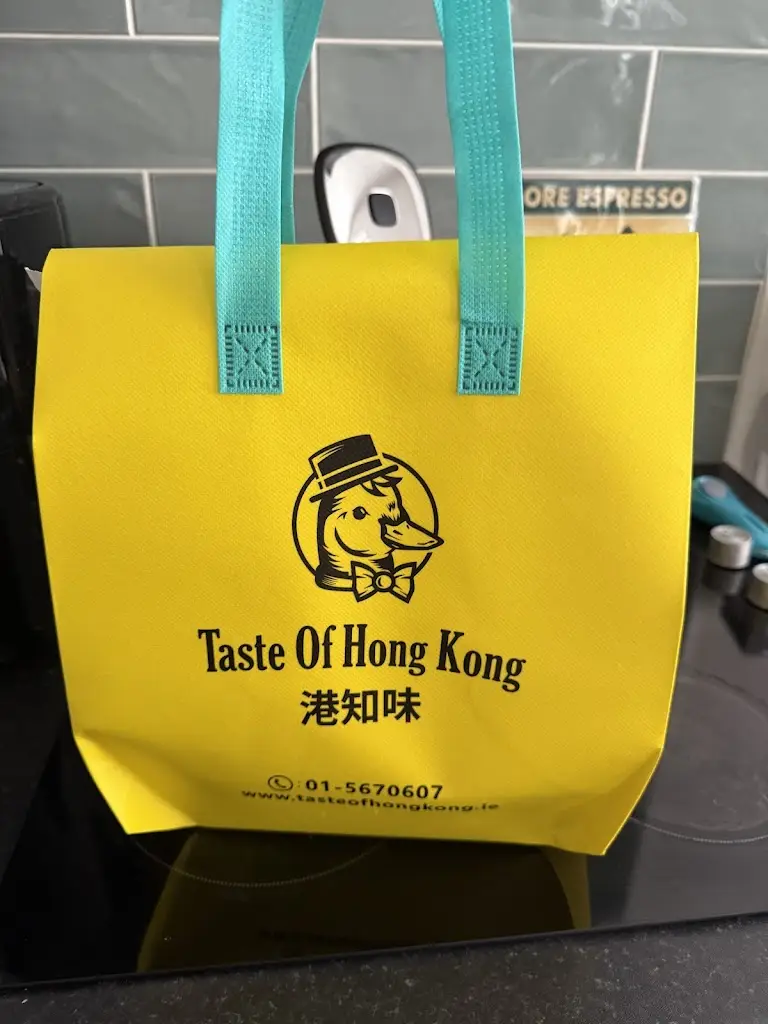 ORE ESPRESSO
Taste Of Hong Kong
港知味
: 01-5670607
www.tasteofhongkong.ie